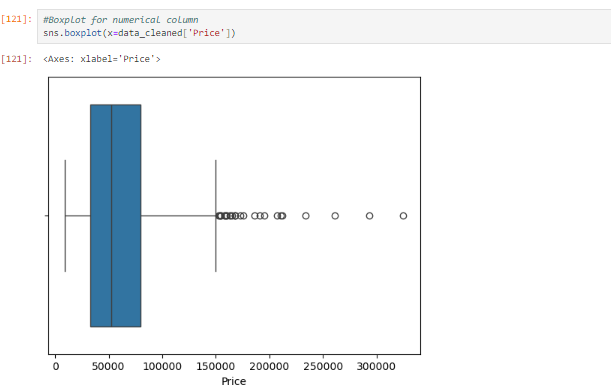 [121]: #Boxplot for numerical column
sns.boxplot(x=data_cleaned['Price'])
[121]: <Axes: xlabel='Price'>
0 50000 100000 150000 200000 250000 300000
Price